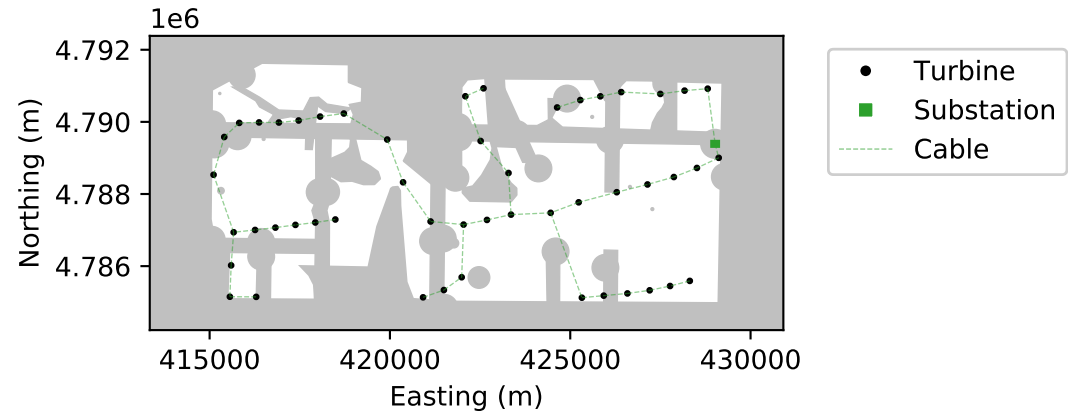 1e6
4.792
4.790
4.788
4.786
Northing (m)
415000 420000 425000 430000
Easting (m)
Turbine
Substation
Cable